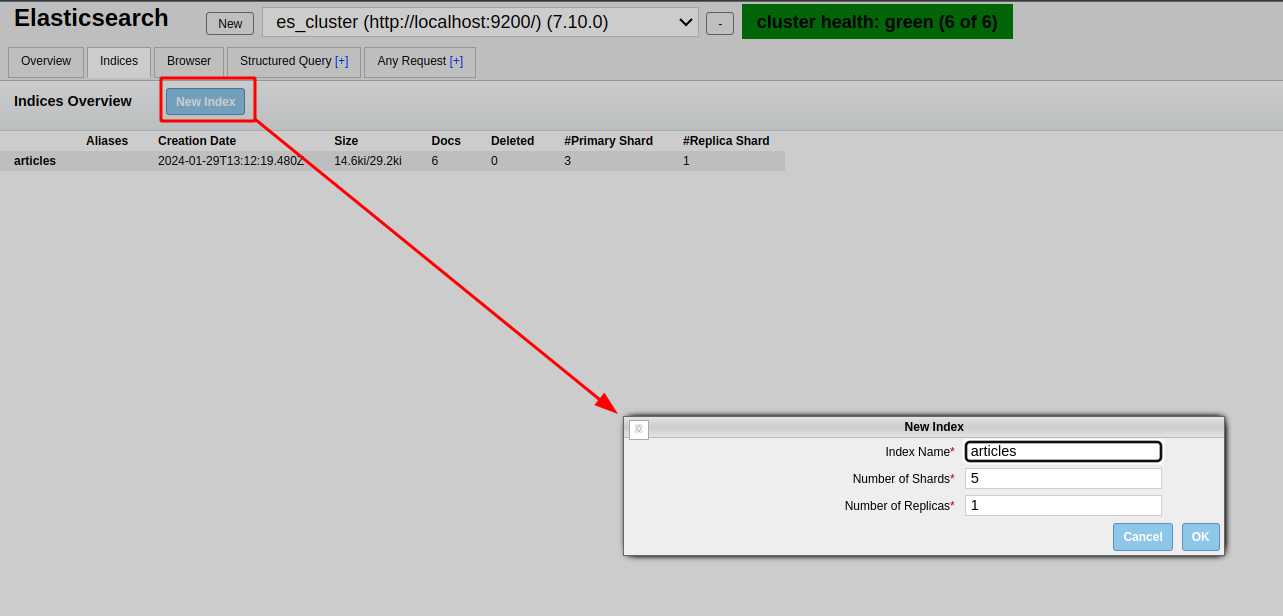 Elasticsearch New es_cluster (http://localhost:9200/) (7.10.0) - cluster health: green (6 of 6)
Overview Indices Browser Structured Query [+] Any Request [+]
Indices Overview New Index
Aliases Creation Date Size Docs Deleted #Primary Shard #Replica Shard
articles 2024-01-29T13:12:19.480Z 14.6ki/29.2ki 6 0 3 1
New Index
Index Name* articles
Number of Shards* 5
Number of Replicas* 1
Cancel OK